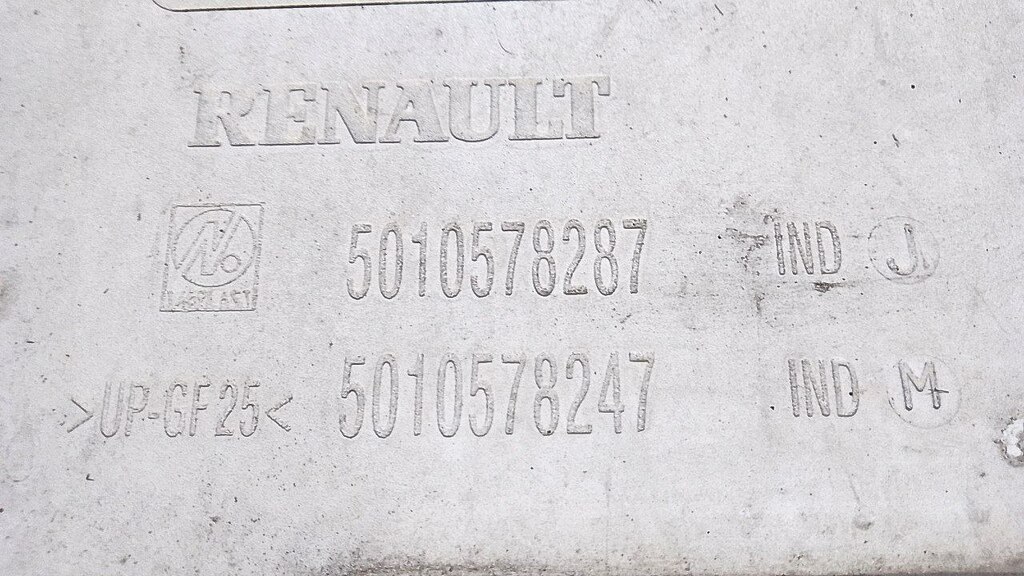 RENAULT
5010578287 IND J
>UP-GF25< 5010578247 IND M